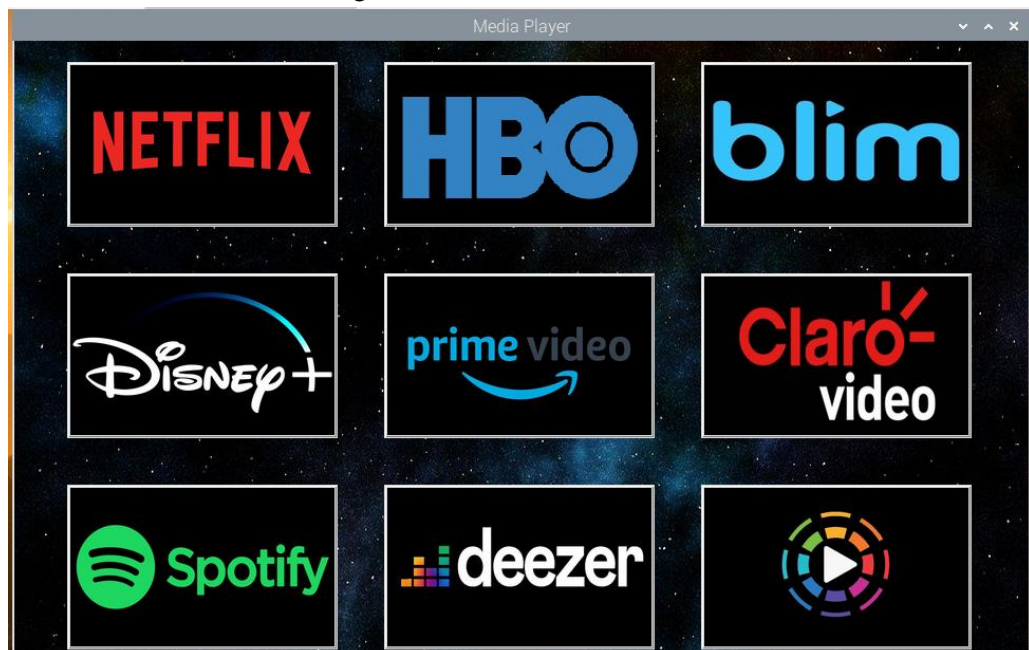 Media Player
NETFLIX
HBO
blim
Disney+
prime video
Claro
video
Spotify
deezer